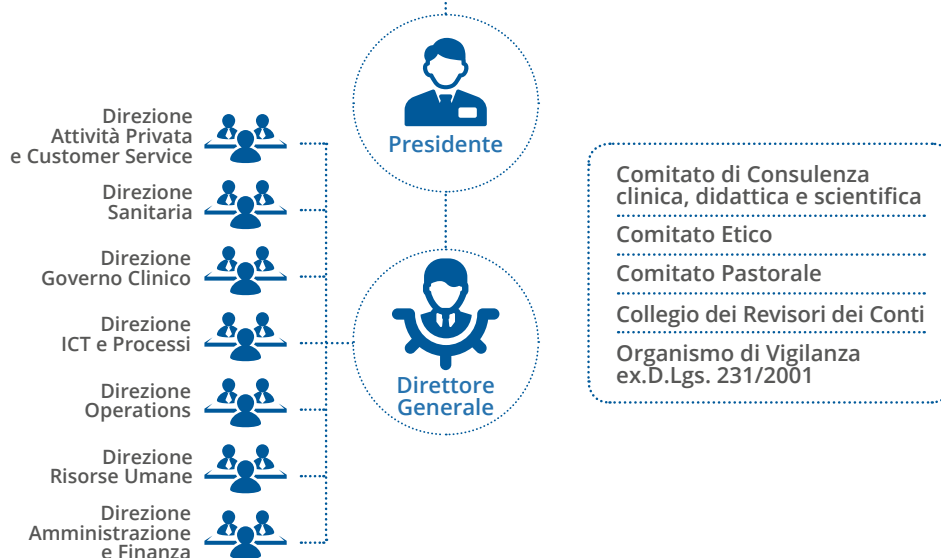 Presidente
Direttore
Generale
Direzione
Attività Privata
e Customer Service
Direzione
Sanitaria
Direzione
Governo Clinico
Direzione
ICT e Processi
Direzione
Operations
Direzione
Risorse Umane
Direzione
Amministrazione
e Finanza
Comitato di Consulenza
clinica, didattica e scientifica
Comitato Etico
Comitato Pastorale
Collegio dei Revisori dei Conti
Organismo di Vigilanza
ex.D.Lgs. 231/2001